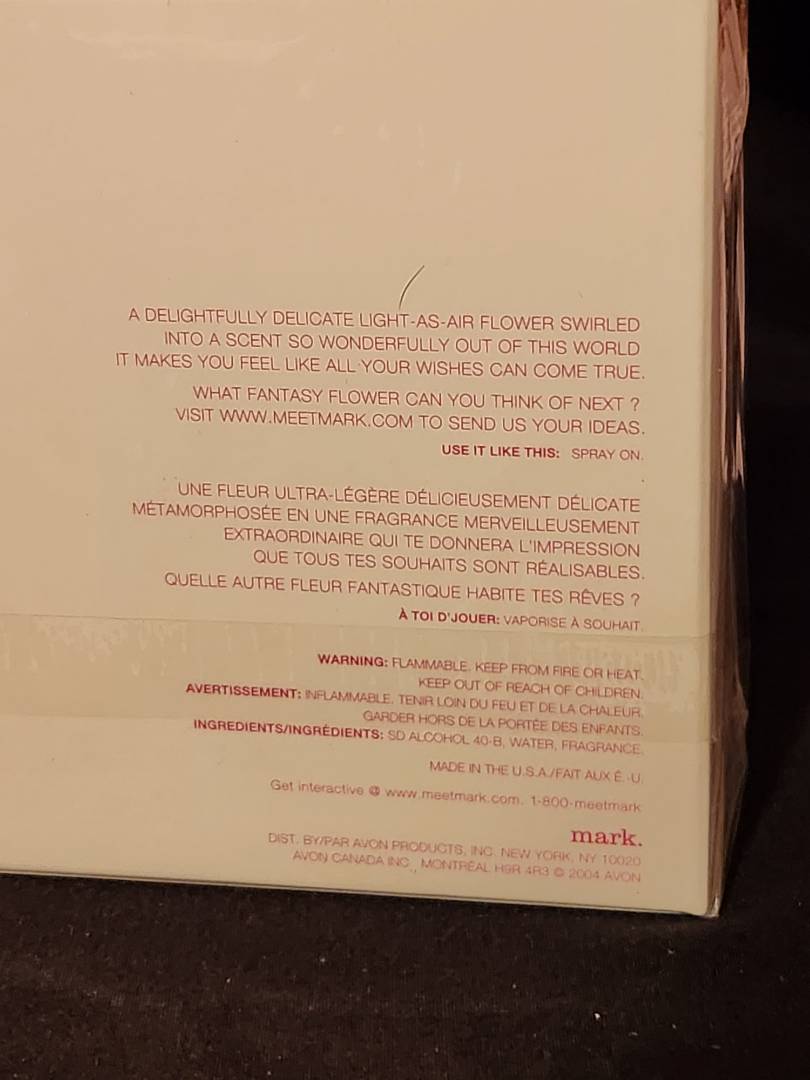 A DELIGHTFULLY DELICATE LIGHT-AS-AIR FLOWER SWIRLED
INTO A SCENT SO WONDERFULLY OUT OF THIS WORLD
IT MAKES YOU FEEL LIKE ALL YOUR WISHES CAN COME TRUE.
WHAT FANTASY FLOWER CAN YOU THINK OF NEXT ?
VISIT WWW.MEETMARK.COM TO SEND US YOUR IDEAS.
USE IT LIKE THIS: SPRAY ON.
UNE FLEUR ULTRA-LÉGÈRE DÉLICIEUSEMENT DÉLICATE
MÉTAMORPHOSÉE EN UNE FRAGRANCE MERVEILLEUSEMENT
EXTRAORDINAIRE QUI TE DONNERA L'IMPRESSION
QUE TOUS TES SOUHAITS SONT RÉALISABLES.
QUELLE AUTRE FLEUR FANTASTIQUE HABITE TES RÊVES ?
À TOI D'JOUER: VAPORISE À SOUHAIT.
WARNING: FLAMMABLE. KEEP FROM FIRE OR HEAT.
KEEP OUT OF REACH OF CHILDREN.
AVERTISSEMENT: INFLAMMABLE. TENIR LOIN DU FEU ET DE LA CHALEUR.
GARDER HORS DE LA PORTÉE DES ENFANTS.
INGREDIENTS/INGRÉDIENTS: SD ALCOHOL 40-B, WATER, FRAGRANCE.
MADE IN THE U.S.A./FAIT AUX É.-U.
Get interactive @ www.meetmark.com. 1-800-meetmark
mark.
DIST. BY/PAR AVON PRODUCTS, INC. NEW YORK, NY 10020
AVON CANADA INC., MONTRÉAL H9R 4R3 © 2004 AVON